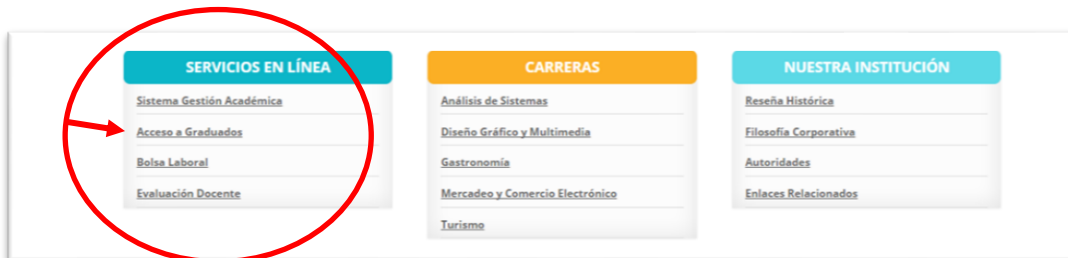 SERVICIOS EN LÍNEA
Sistema Gestión Académica
Acceso a Graduados
Bolsa Laboral
Evaluación Docente
CARRERAS
Análisis de Sistemas
Diseño Gráfico y Multimedia
Gastronomía
Mercadeo y Comercio Electrónico
Turismo
NUESTRA INSTITUCIÓN
Reseña Histórica
Filosofía Corporativa
Autoridades
Enlaces Relacionados